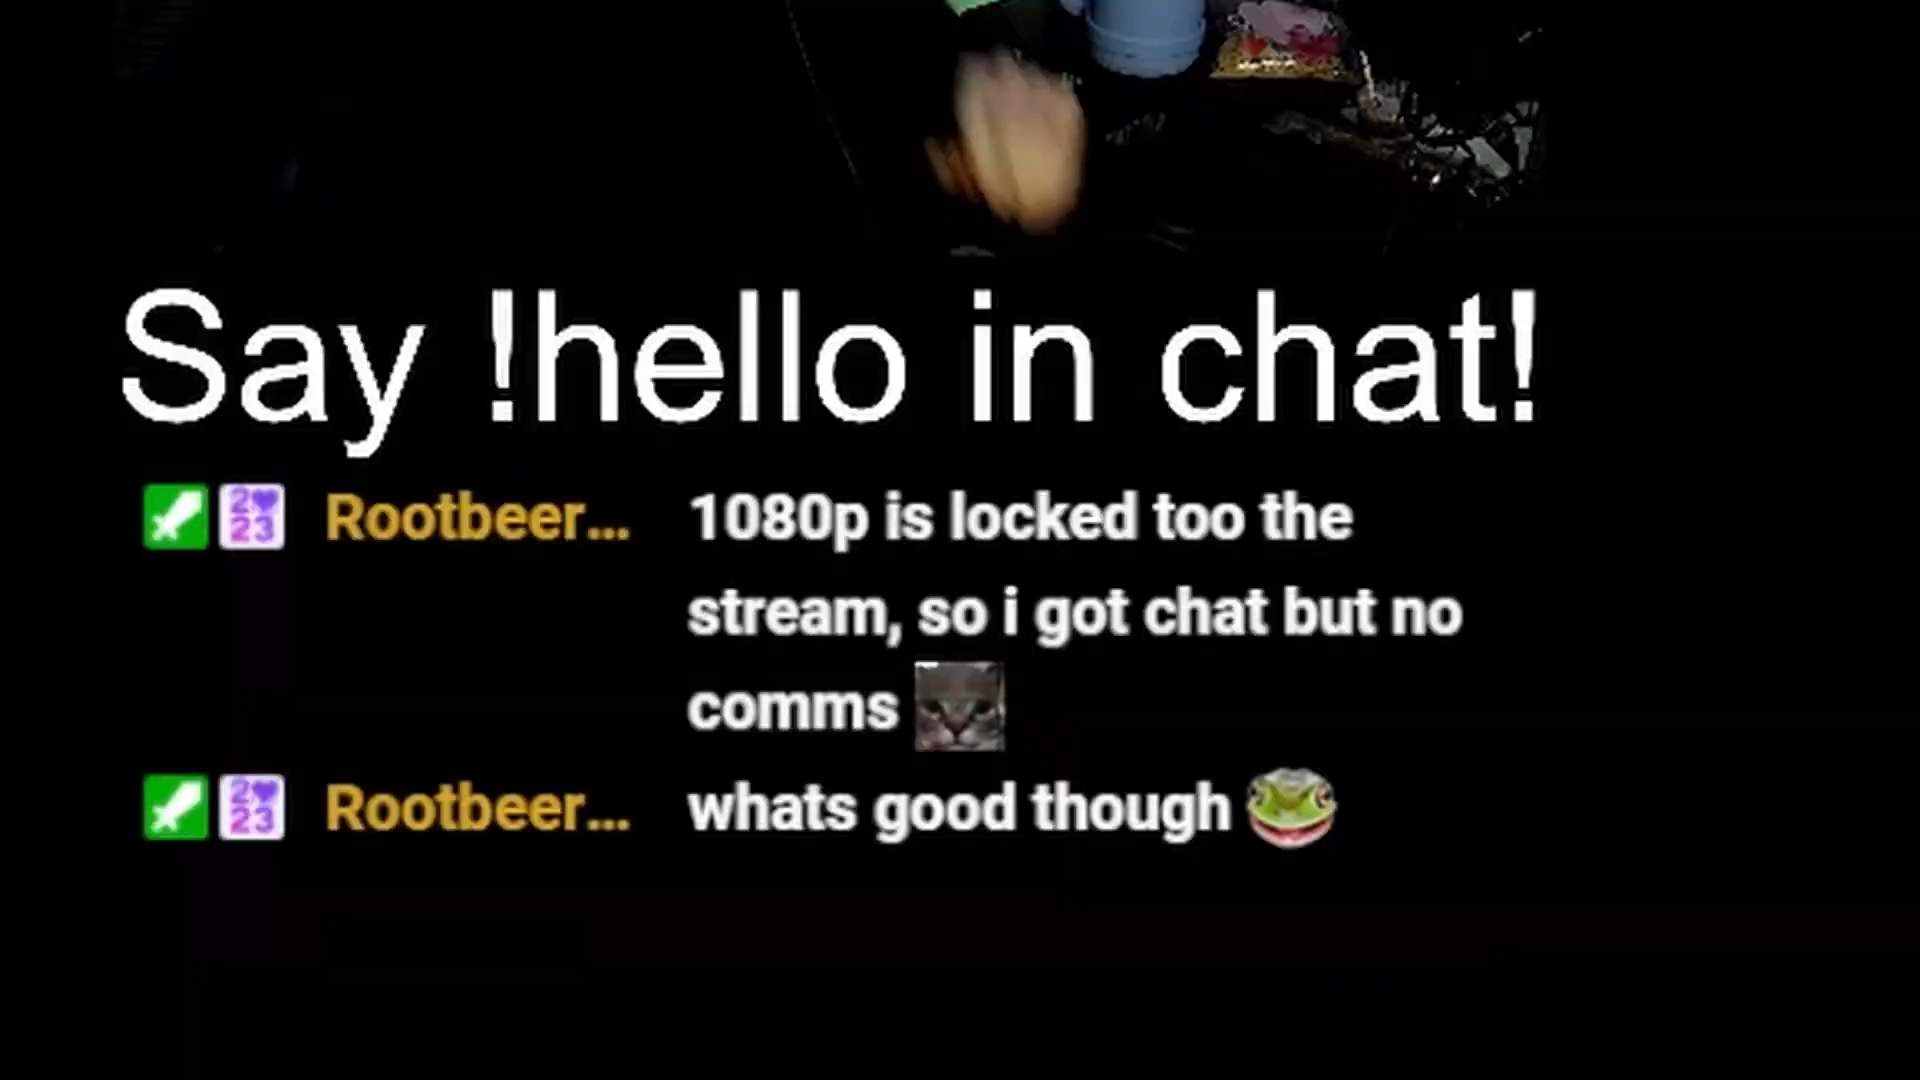 Say !hello in chat!
Rootbeer... 1080p is locked too the
stream, so i got chat but no
comms
Rootbeer... whats good though